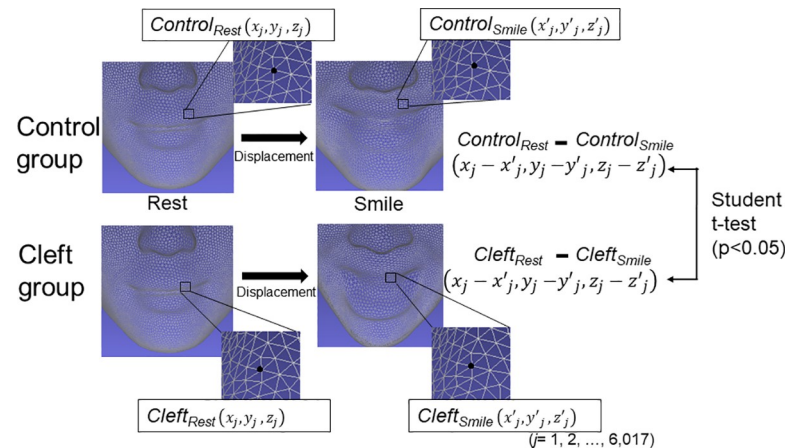 Control_Rest (x_j, y_j, z_j)
Control_Smile (x'_j, y'_j, z'_j)
Control
group
Displacement
Rest
Smile
Control_Rest − Control_Smile
(x_j − x'_j, y_j − y'_j, z_j − z'_j)
Student
t-test
(p<0.05)
Cleft
group
Displacement
Cleft_Rest − Cleft_Smile
(x_j − x'_j, y_j − y'_j, z_j − z'_j)
Cleft_Rest (x_j, y_j, z_j)
Cleft_Smile (x'_j, y'_j, z'_j)
(j= 1, 2, …, 6,017)